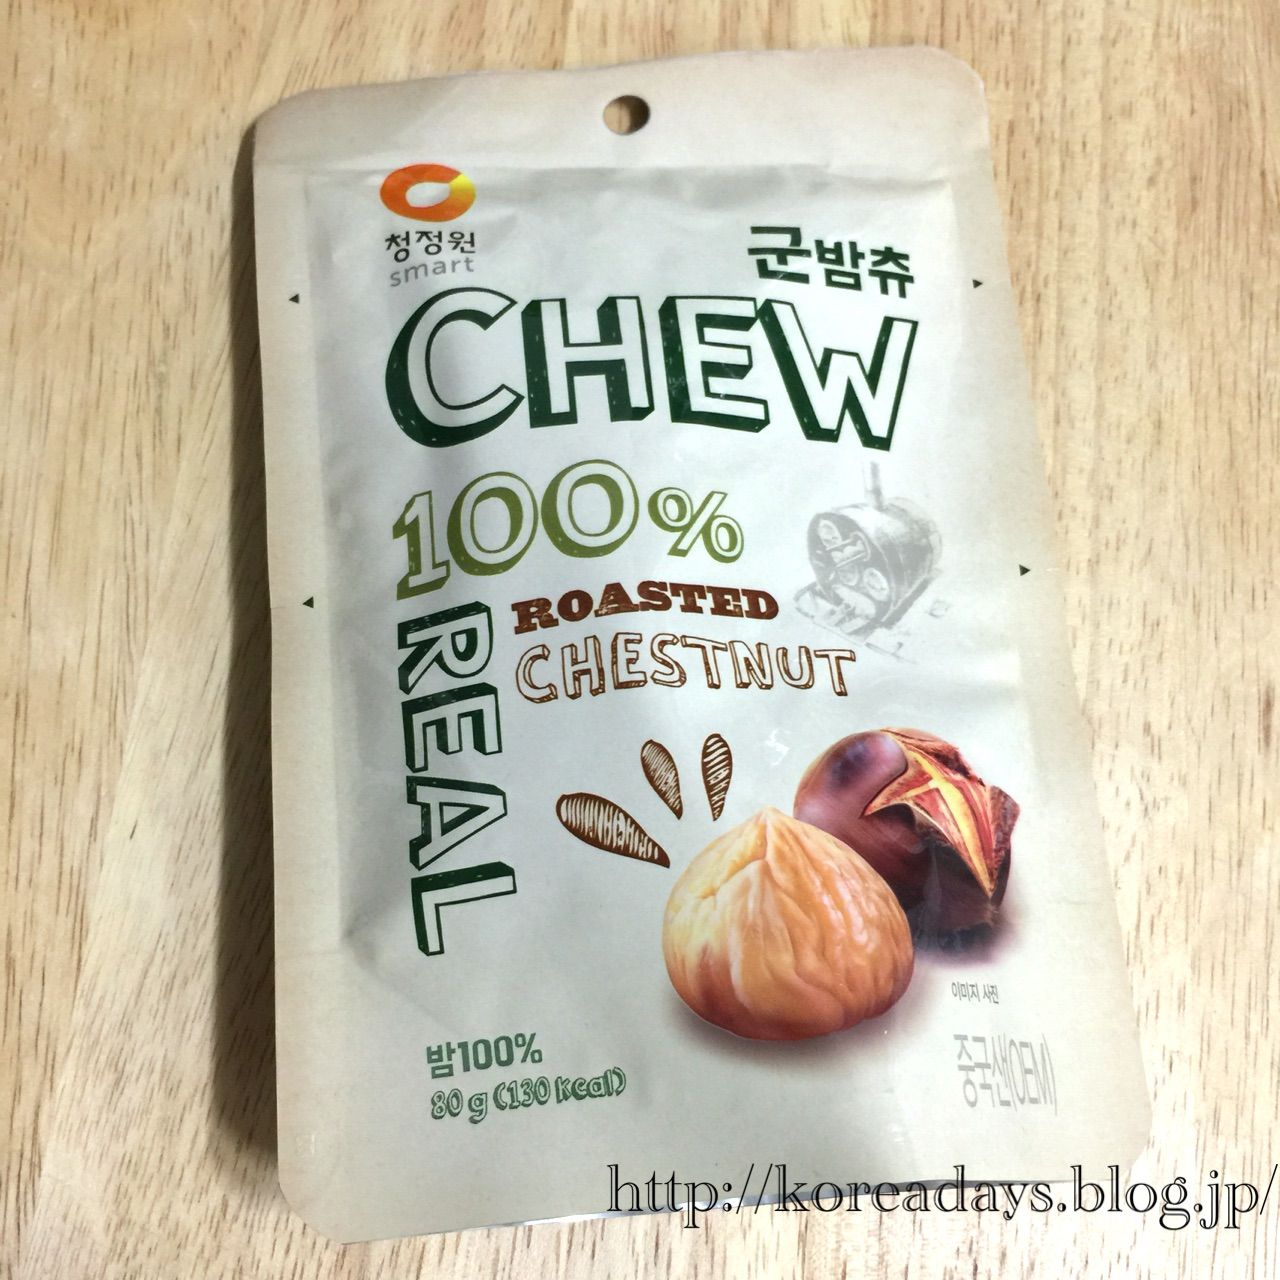 청정원
smart
군밤츄
CHEW
100%
REAL
ROASTED
CHESTNUT
이미지 사진
밤100%
80g (130 kcal)
중국산(OEM)
http://koreadays.blog.jp/